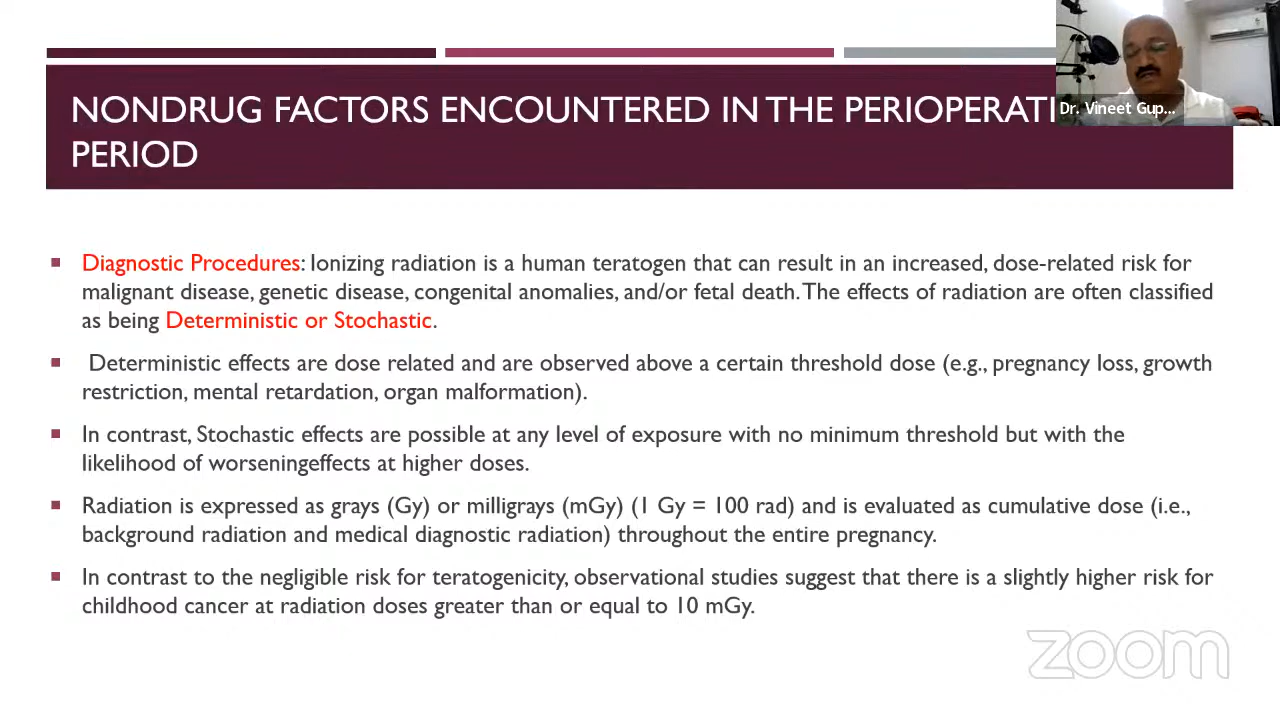 NONDRUG FACTORS ENCOUNTERED IN THE PERIOPERATI
PERIOD
Dr. Vineet Gup...
▪ Diagnostic Procedures: Ionizing radiation is a human teratogen that can result in an increased, dose-related risk for
malignant disease, genetic disease, congenital anomalies, and/or fetal death. The effects of radiation are often classified
as being Deterministic or Stochastic.
▪ Deterministic effects are dose related and are observed above a certain threshold dose (e.g., pregnancy loss, growth
restriction, mental retardation, organ malformation).
▪ In contrast, Stochastic effects are possible at any level of exposure with no minimum threshold but with the
likelihood of worseningeffects at higher doses.
▪ Radiation is expressed as grays (Gy) or milligrays (mGy) (1 Gy = 100 rad) and is evaluated as cumulative dose (i.e.,
background radiation and medical diagnostic radiation) throughout the entire pregnancy.
▪ In contrast to the negligible risk for teratogenicity, observational studies suggest that there is a slightly higher risk for
childhood cancer at radiation doses greater than or equal to 10 mGy.
zoom